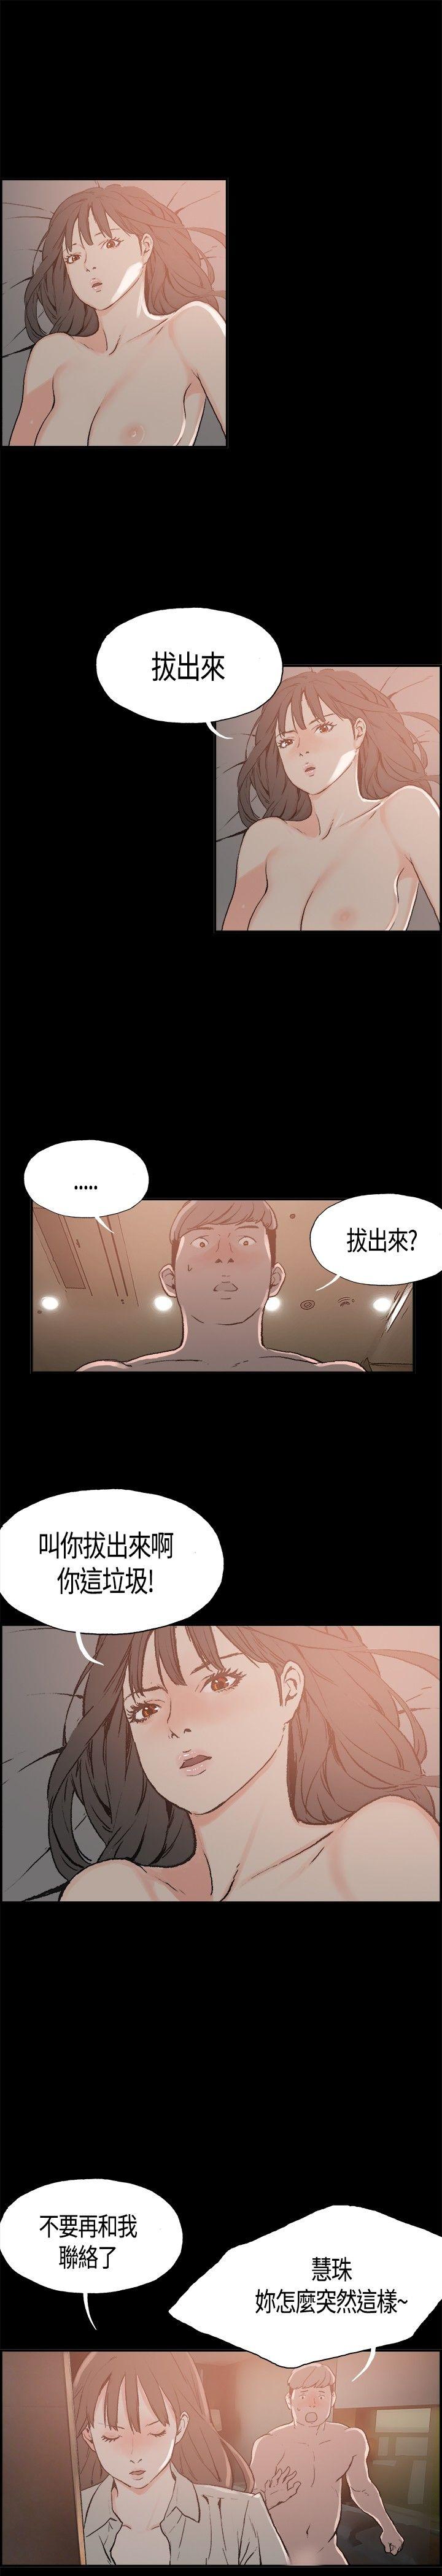 拔出來
.....
拔出來?
叫你拔出來啊
你這垃圾!
不要再和我
聯絡了
慧珠
妳怎麼突然這樣~